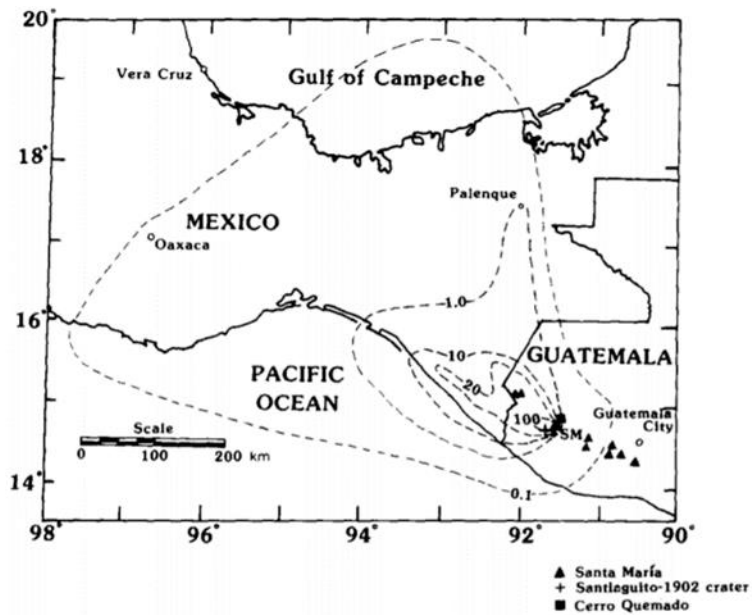 20°
Vera Cruz
Gulf of Campeche
18°
Palenque
MEXICO
Oaxaca
1.0
16°
10
GUATEMALA
PACIFIC
OCEAN
20
100
Guatemala
City
SM
Scale
0 100 200 km
0.1
14°
98° 96° 94° 92° 90°
Santa María
Santiaguito-1902 crater
Cerro Quemado